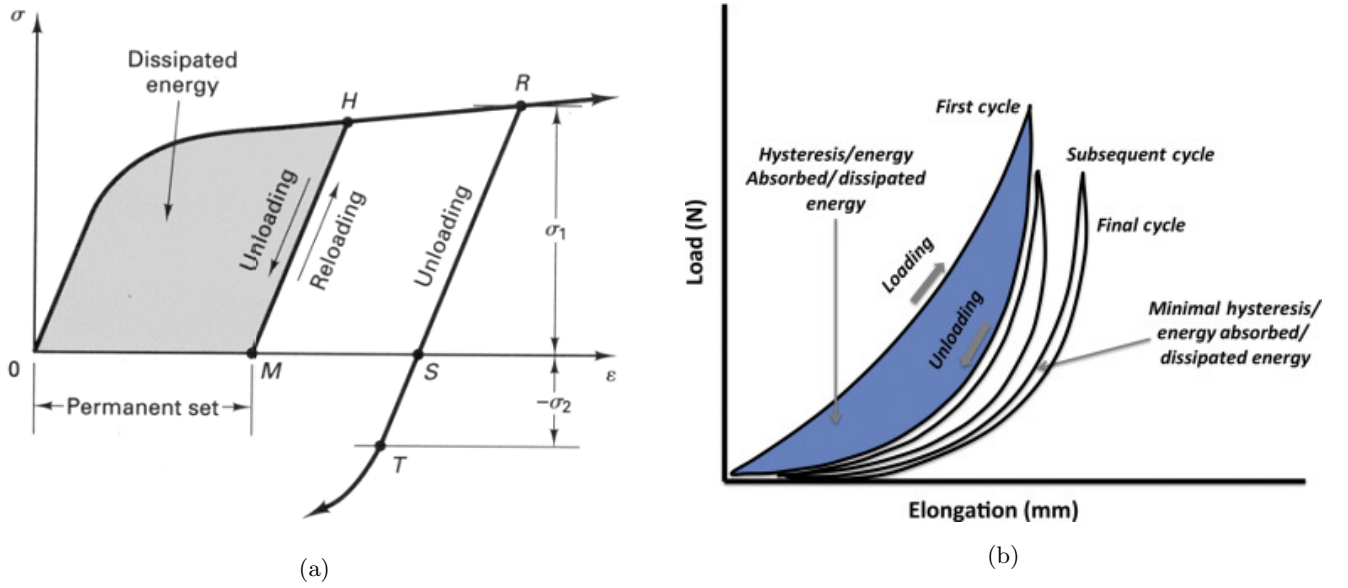 σ
Dissipated
energy
H
R
Unloading
Reloading
Unloading
σ₁
0
M
S
ε
Permanent set
−σ₂
T
(a)
Load (N)
First cycle
Hysteresis/energy
Absorbed/dissipated
energy
Subsequent cycle
Final cycle
Loading
Unloading
Minimal hysteresis/
energy absorbed/
dissipated energy
Elongation (mm)
(b)